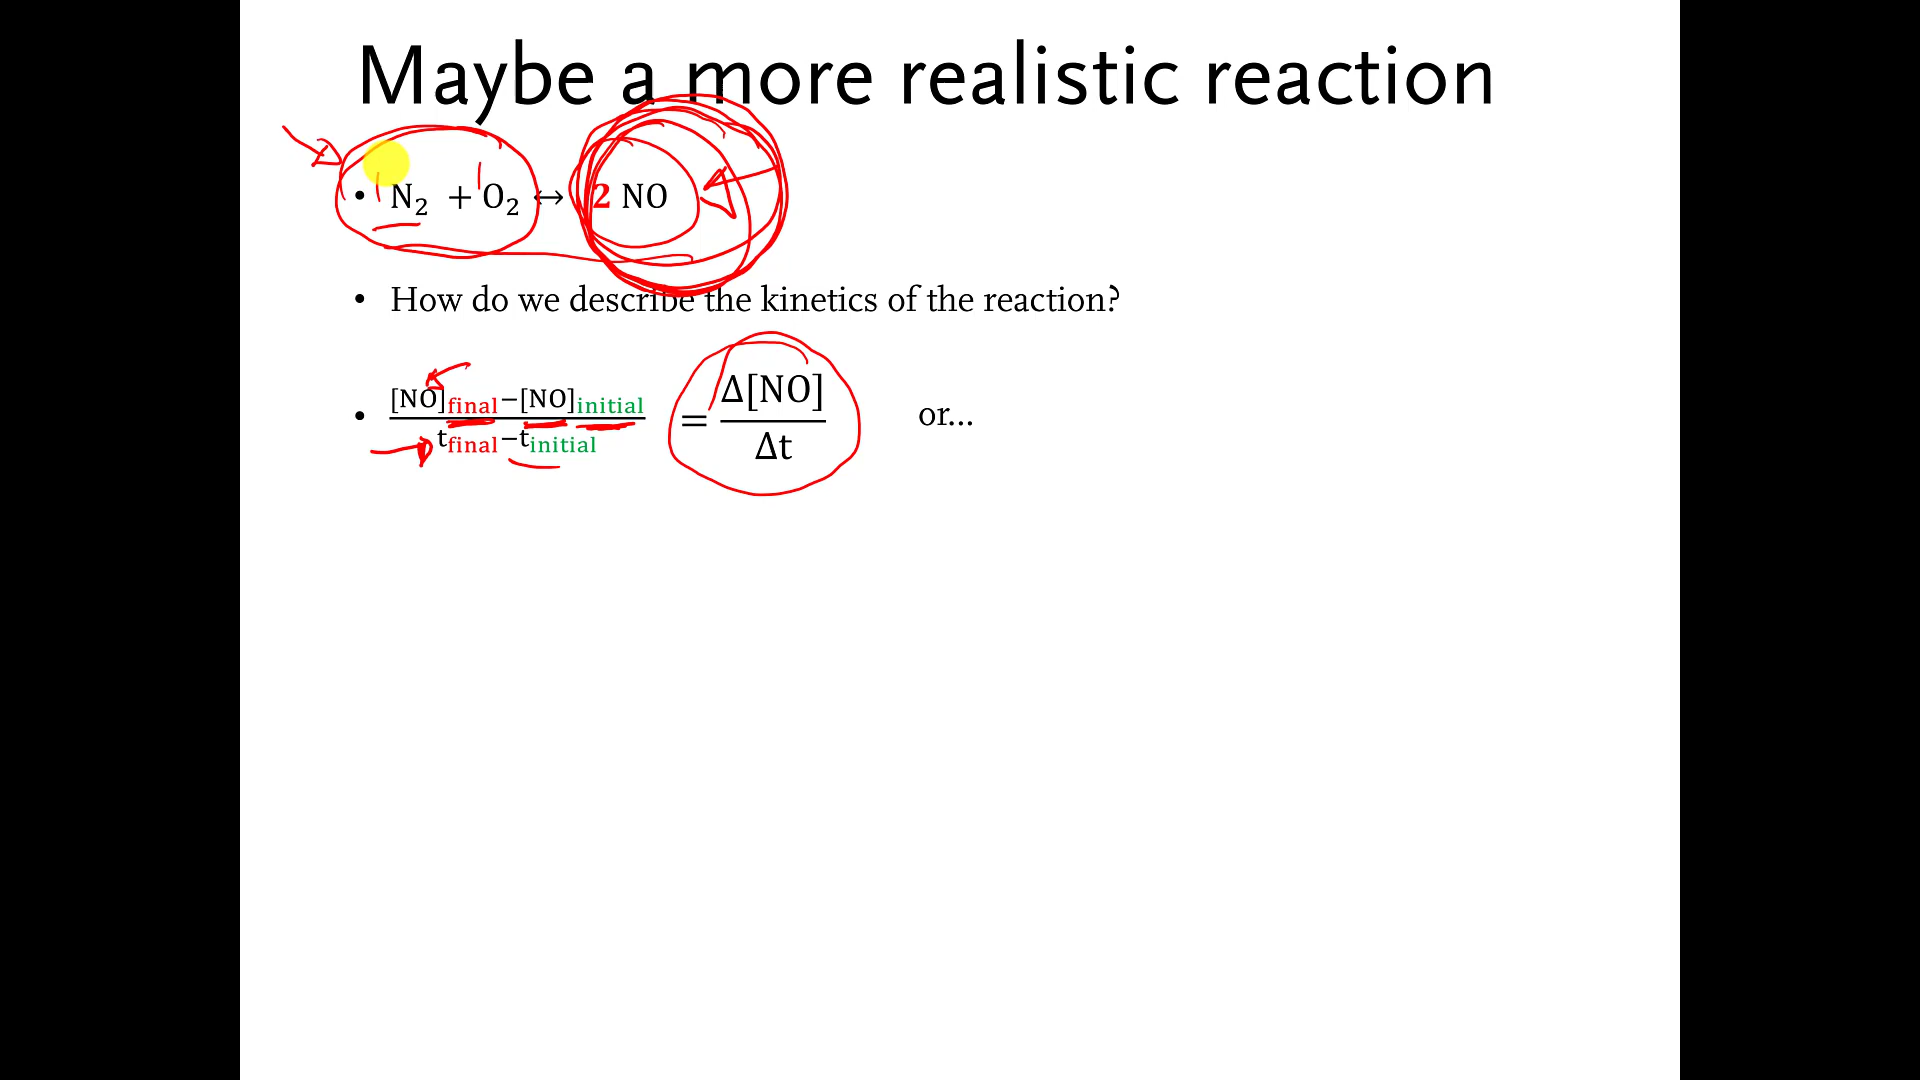 Maybe a more realistic reaction
• N₂ + O₂ ↔ 2 NO
• How do we describe the kinetics of the reaction?
• [NO]final−[NO]initial / tfinal−tinitial = Δ[NO] / Δt or...